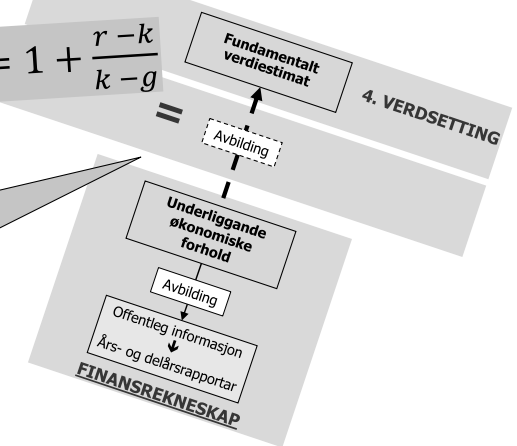 = 1 + (r – k)/(k – g)
Fundamentalt
verdiestimat
4. VERDSETTING
=
Avbilding
Underliggande
økonomiske
forhold
Avbilding
Offentleg informasjon
Års- og delårsrapportar
FINANSREKNESKAP